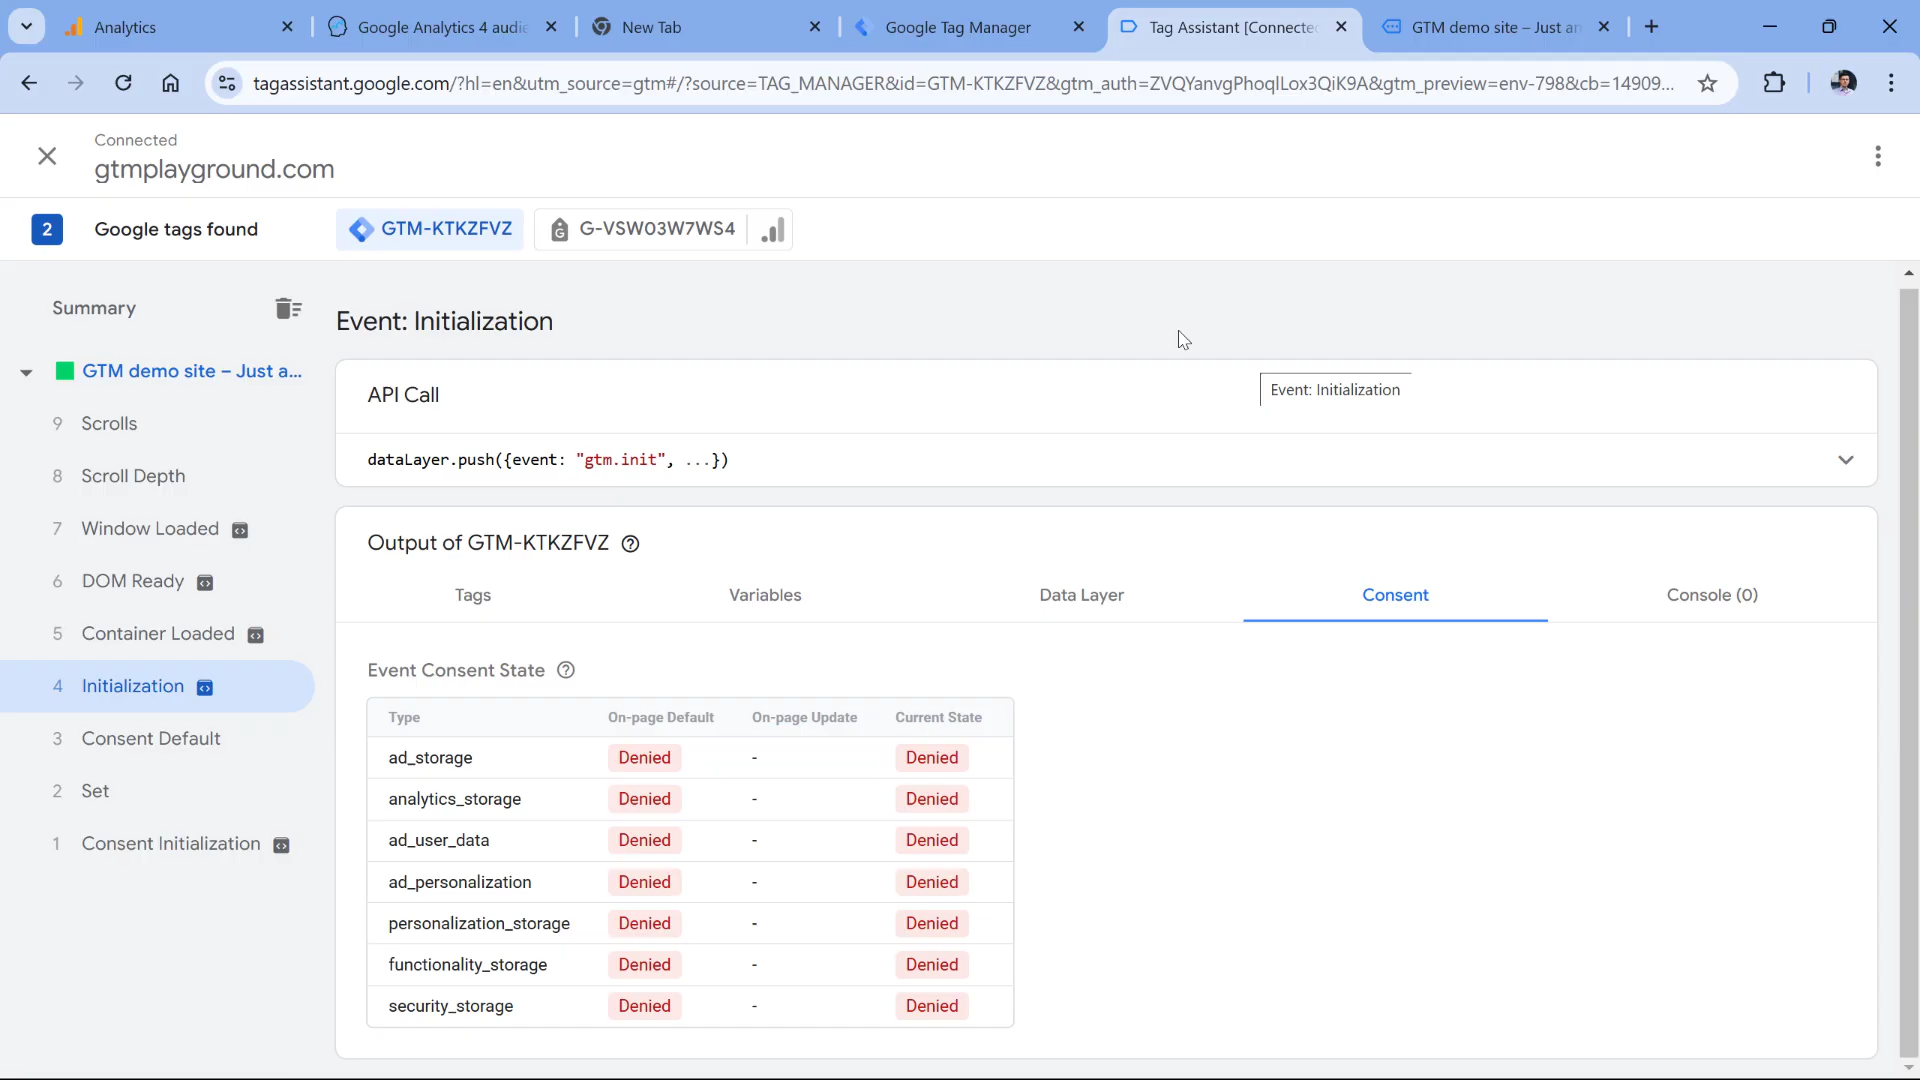 Analytics
Google Analytics 4 audie
New Tab
Google Tag Manager
Tag Assistant [Connected
GTM demo site – Just an
tagassistant.google.com/?hl=en&utm_source=gtm#/?source=TAG_MANAGER&id=GTM-KTKZFVZ&gtm_auth=ZVQYanvgPhoqILox3QiK9A&gtm_preview=env-798&cb=14909...
Connected
gtmplayground.com
2
Google tags found
GTM-KTKZFVZ
G-VSW03W7WS4
Summary
GTM demo site – Just a...
9 Scrolls
8 Scroll Depth
7 Window Loaded
6 DOM Ready
5 Container Loaded
4 Initialization
3 Consent Default
2 Set
1 Consent Initialization
Event: Initialization
API Call
Event: Initialization
dataLayer.push({event: "gtm.init", ...})
Output of GTM-KTKZFVZ
Tags Variables Data Layer Consent Console (0)
Event Consent State
Type On-page Default On-page Update Current State
ad_storage Denied - Denied
analytics_storage Denied - Denied
ad_user_data Denied - Denied
ad_personalization Denied - Denied
personalization_storage Denied - Denied
functionality_storage Denied - Denied
security_storage Denied - Denied